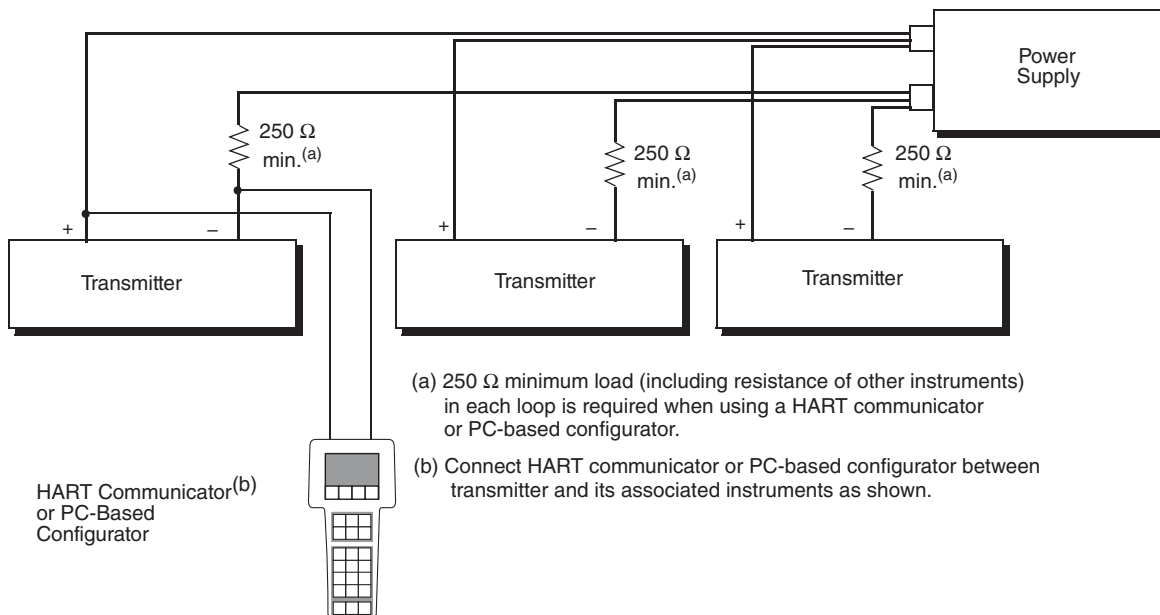 Power
Supply
250 Ω
min.(a)
250 Ω
min.(a)
250 Ω
min.(a)
+
–
+
–
+
–
Transmitter
Transmitter
Transmitter
(a) 250 Ω minimum load (including resistance of other instruments)
in each loop is required when using a HART communicator
or PC-based configurator.
(b) Connect HART communicator or PC-based configurator between
transmitter and its associated instruments as shown.
HART Communicator(b)
or PC-Based
Configurator